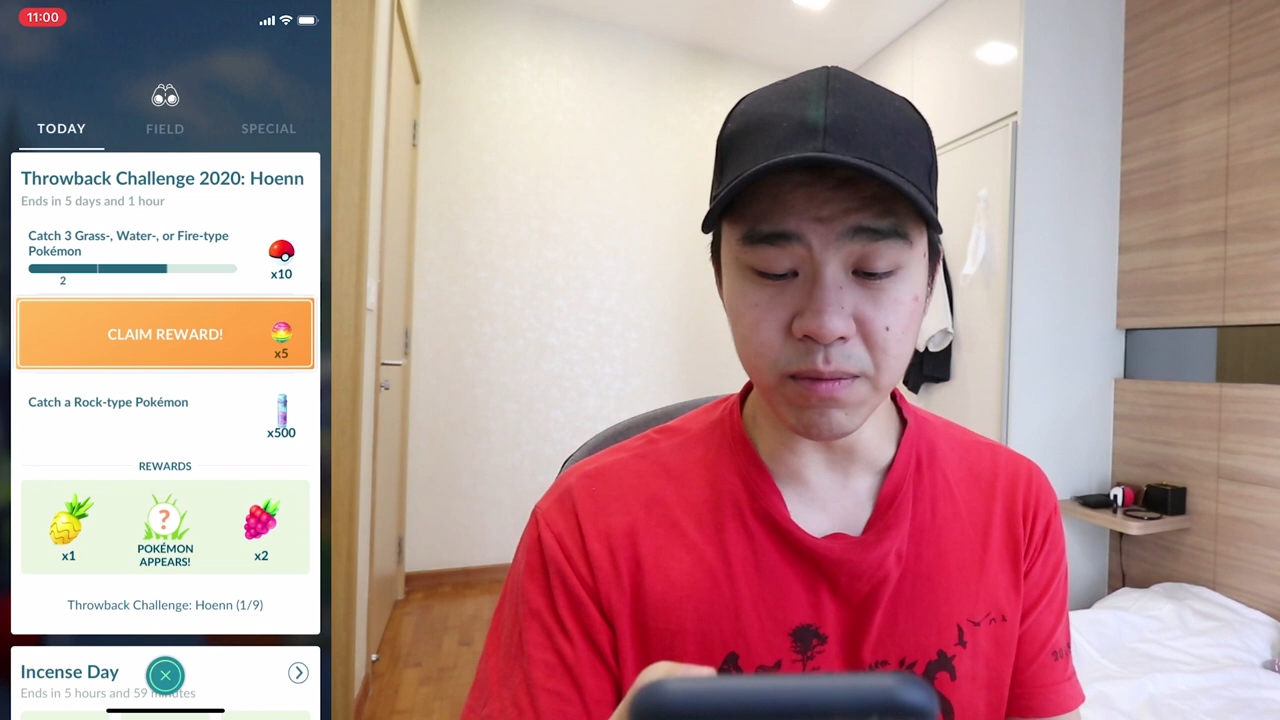 11:00
TODAY
FIELD
SPECIAL
Throwback Challenge 2020: Hoenn
Ends in 5 days and 1 hour
Catch 3 Grass-, Water-, or Fire-type
Pokémon
x10
2
CLAIM REWARD!
x5
Catch a Rock-type Pokémon
x500
REWARDS
?
x1
POKÉMON
APPEARS!
x2
Throwback Challenge: Hoenn (1/9)
Incense Day
Ends in 5 hours and 59 minutes